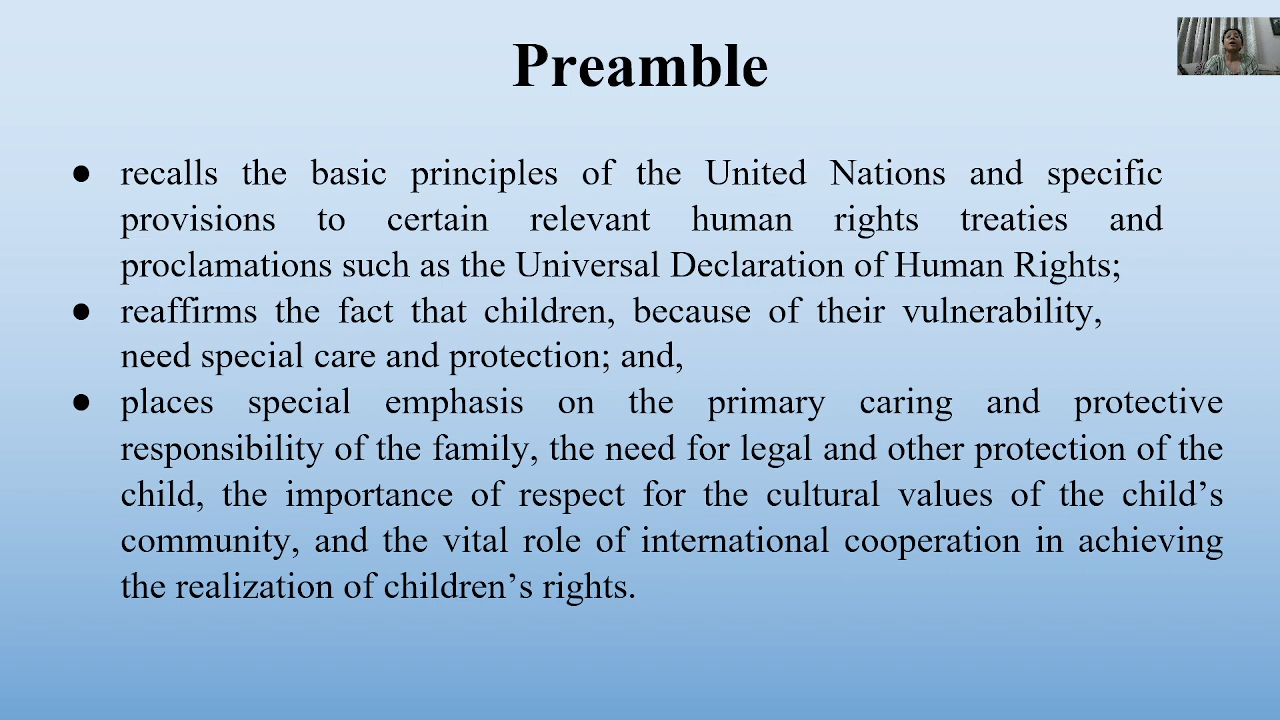 Preamble
● recalls the basic principles of the United Nations and specific
provisions to certain relevant human rights treaties and
proclamations such as the Universal Declaration of Human Rights;
● reaffirms the fact that children, because of their vulnerability,
need special care and protection; and,
● places special emphasis on the primary caring and protective
responsibility of the family, the need for legal and other protection of the
child, the importance of respect for the cultural values of the child’s
community, and the vital role of international cooperation in achieving
the realization of children’s rights.